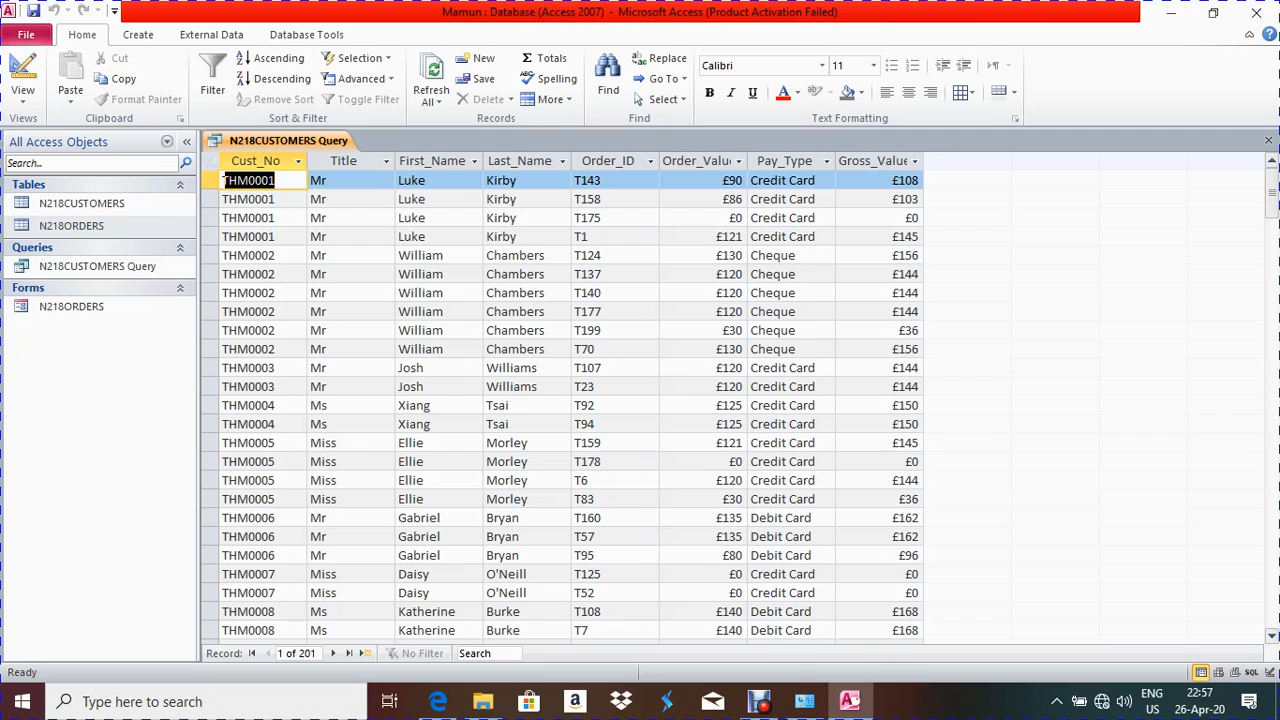 Mamun : Database (Access 2007) - Microsoft Access (Product Activation Failed)
File Home Create External Data Database Tools
View Paste Cut Copy Format Painter Filter Ascending Descending Remove Sort Selection Advanced Toggle Filter Refresh All New Save Delete Totals Spelling More Find Replace Go To Select Calibri 11
Views Clipboard Sort & Filter Records Find Text Formatting
All Access Objects
Search...
Tables
N218CUSTOMERS
N218ORDERS
Queries
N218CUSTOMERS Query
Forms
N218ORDERS
N218CUSTOMERS Query
Cust_No Title First_Name Last_Name Order_ID Order_Valu Pay_Type Gross_Value
THM0001 Mr Luke Kirby T143 £90 Credit Card £108
THM0001 Mr Luke Kirby T158 £86 Credit Card £103
THM0001 Mr Luke Kirby T175 £0 Credit Card £0
THM0001 Mr Luke Kirby T1 £121 Credit Card £145
THM0002 Mr William Chambers T124 £130 Cheque £156
THM0002 Mr William Chambers T137 £120 Cheque £144
THM0002 Mr William Chambers T140 £120 Cheque £144
THM0002 Mr William Chambers T177 £120 Cheque £144
THM0002 Mr William Chambers T199 £30 Cheque £36
THM0002 Mr William Chambers T70 £130 Cheque £156
THM0003 Mr Josh Williams T107 £120 Credit Card £144
THM0003 Mr Josh Williams T23 £120 Credit Card £144
THM0004 Ms Xiang Tsai T92 £125 Credit Card £150
THM0004 Ms Xiang Tsai T94 £125 Credit Card £150
THM0005 Miss Ellie Morley T159 £121 Credit Card £145
THM0005 Miss Ellie Morley T178 £0 Credit Card £0
THM0005 Miss Ellie Morley T6 £120 Credit Card £144
THM0005 Miss Ellie Morley T83 £30 Credit Card £36
THM0006 Mr Gabriel Bryan T160 £135 Debit Card £162
THM0006 Mr Gabriel Bryan T57 £135 Debit Card £162
THM0006 Mr Gabriel Bryan T95 £80 Debit Card £96
THM0007 Miss Daisy O'Neill T125 £0 Credit Card £0
THM0007 Miss Daisy O'Neill T52 £0 Credit Card £0
THM0008 Ms Katherine Burke T108 £140 Debit Card £168
THM0008 Ms Katherine Burke T7 £140 Debit Card £168
Record: 1 of 201 No Filter Search
Ready SQL
Type here to search
ENG US
22:57
26-Apr-20